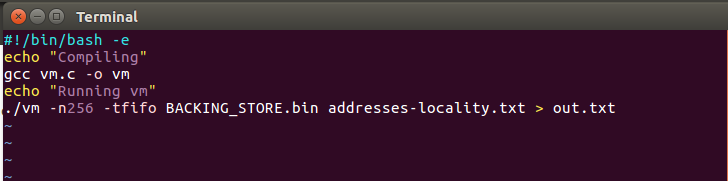 Terminal
#!/bin/bash -e
echo "Compiling"
gcc vm.c -o vm
echo "Running vm"
./vm -n256 -tfifo BACKING_STORE.bin addresses-locality.txt > out.txt
~
~
~
~